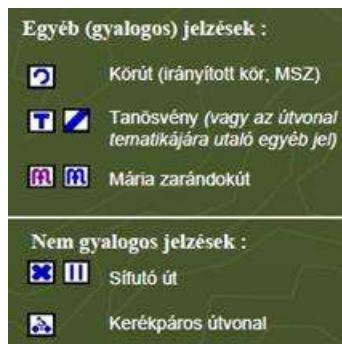 Egyéb (gyalogos) jelzések :
Körút (irányított kör, MSZ)
T Tanösvény (vagy az útvonal
tematikájára utaló egyéb jel)
Mária zarándokút
Nem gyalogos jelzések :
Sífutó út
Kerékpáros útvonal